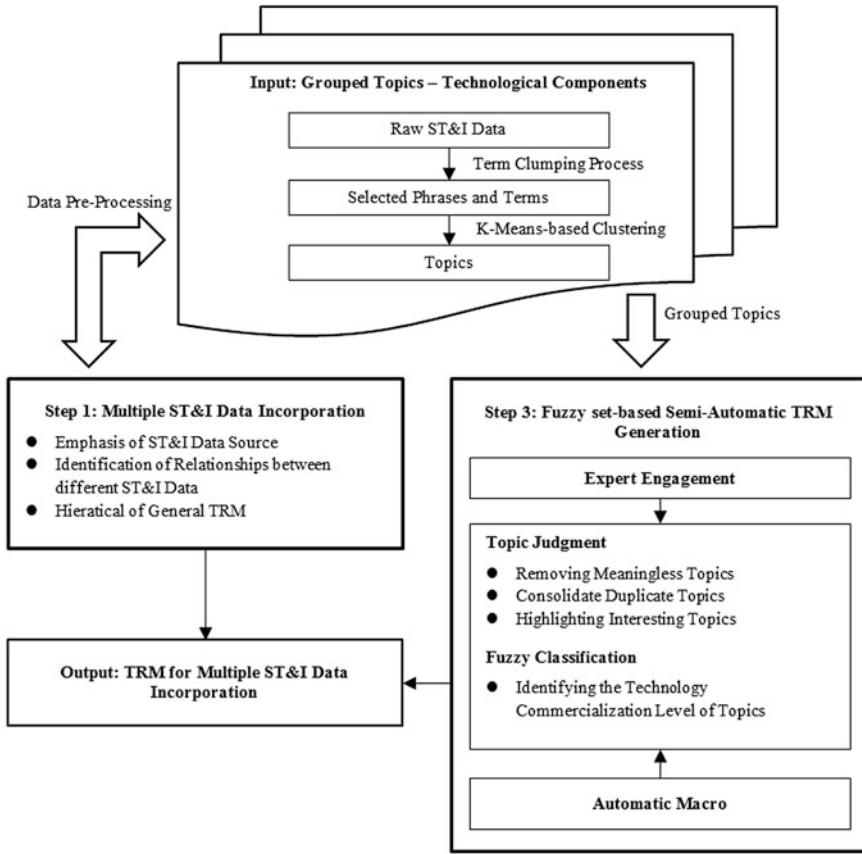 Input: Grouped Topics – Technological Components
Raw ST&I Data
Term Clumping Process
Selected Phrases and Terms
K-Means-based Clustering
Topics
Data Pre-Processing
Grouped Topics
Step 1: Multiple ST&I Data Incorporation
● Emphasis of ST&I Data Source
● Identification of Relationships between
different ST&I Data
● Hieratical of General TRM
Output: TRM for Multiple ST&I Data
Incorporation
Step 3: Fuzzy set-based Semi-Automatic TRM
Generation
Expert Engagement
Topic Judgment
● Removing Meaningless Topics
● Consolidate Duplicate Topics
● Highlighting Interesting Topics
Fuzzy Classification
● Identifying the Technology
Commercialization Level of Topics
Automatic Macro